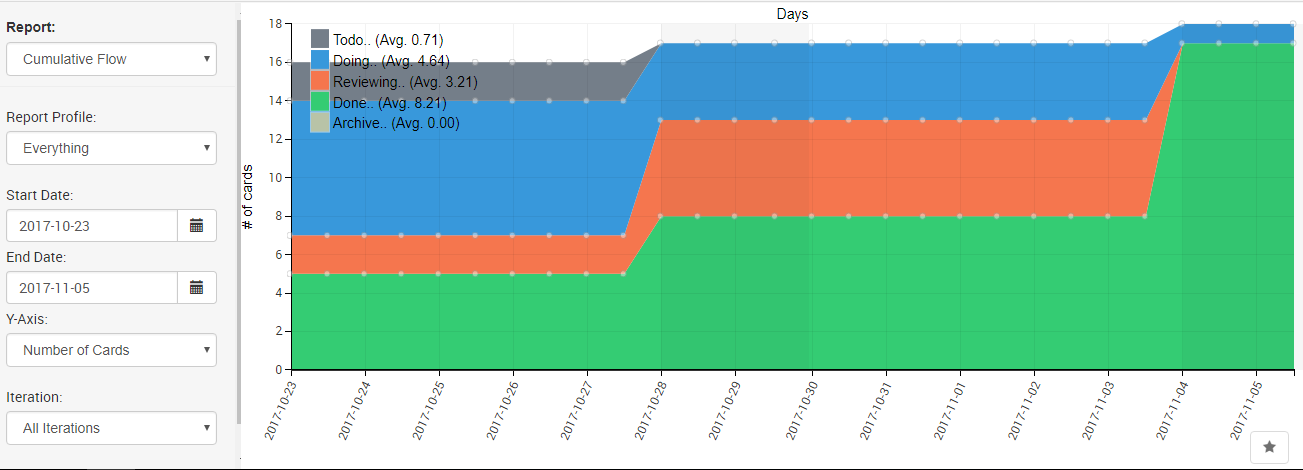 Report:
Cumulative Flow
Report Profile:
Everything
Start Date:
2017-10-23
End Date:
2017-11-05
Y-Axis:
Number of Cards
Iteration:
All Iterations
Days
# of cards
18
16
14
12
10
8
6
4
2
0
Todo.. (Avg. 0.71)
Doing.. (Avg. 4.64)
Reviewing.. (Avg. 3.21)
Done.. (Avg. 8.21)
Archive.. (Avg. 0.00)
2017-10-23
2017-10-24
2017-10-25
2017-10-26
2017-10-27
2017-10-28
2017-10-29
2017-10-30
2017-10-31
2017-11-01
2017-11-02
2017-11-03
2017-11-04
2017-11-05